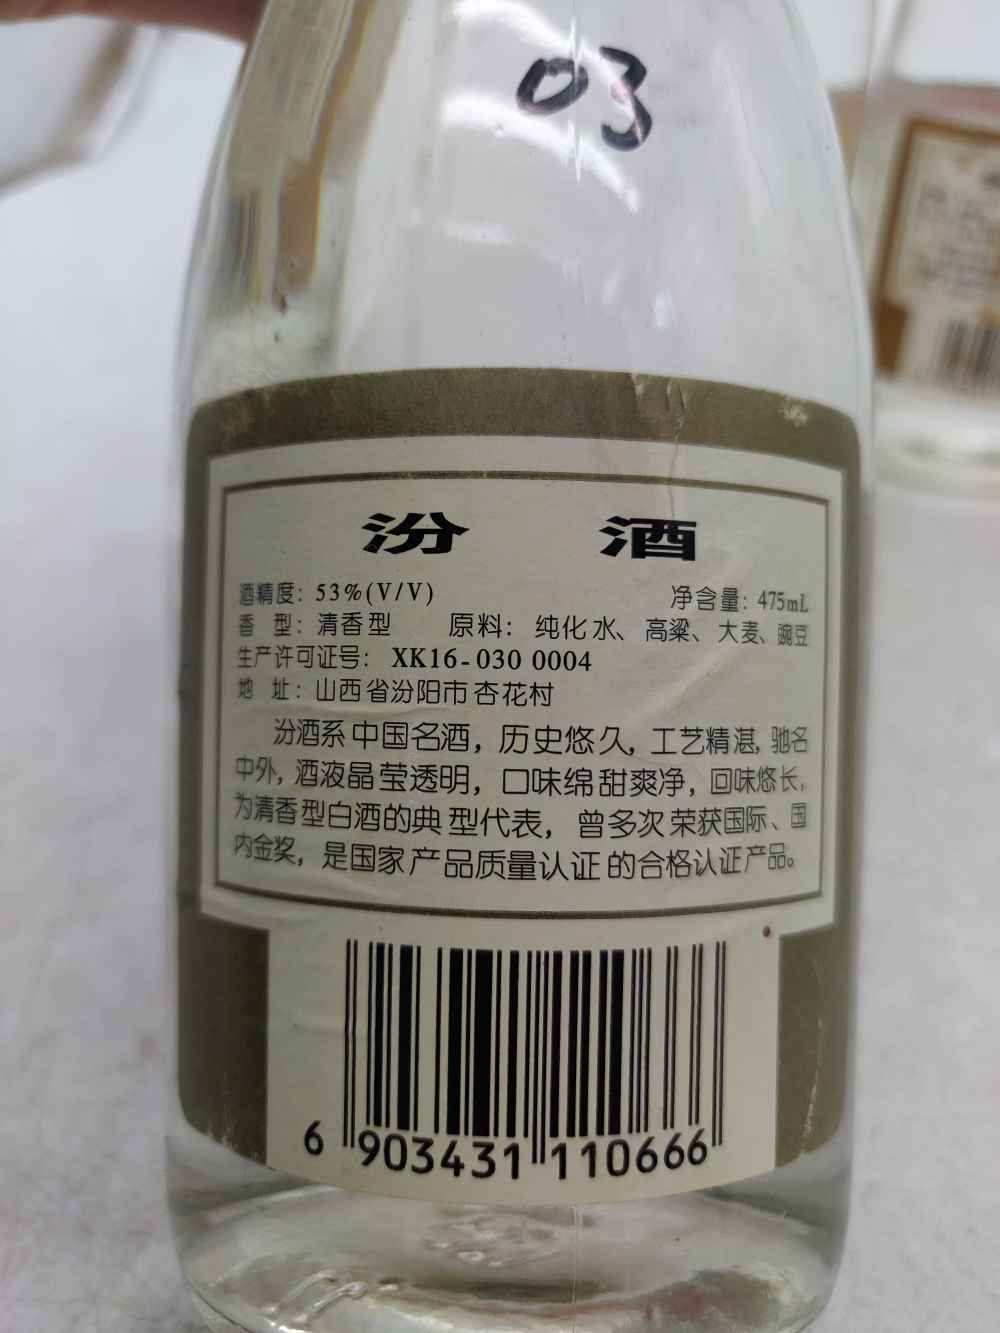 03
汾 酒
酒精度: 53%(V/V) 净含量: 475mL
香 型: 清香型 原料: 纯化水、高粱、大麦、豌豆
生产许可证号: XK16-030 0004
地 址: 山西省汾阳市杏花村
汾酒系中国名酒, 历史悠久, 工艺精湛, 驰名
中外, 酒液晶莹透明, 口味绵甜爽净, 回味悠长,
为清香型白酒的典型代表, 曾多次荣获国际、国
内金奖, 是国家产品质量认证的合格认证产品。
6 903431 110666